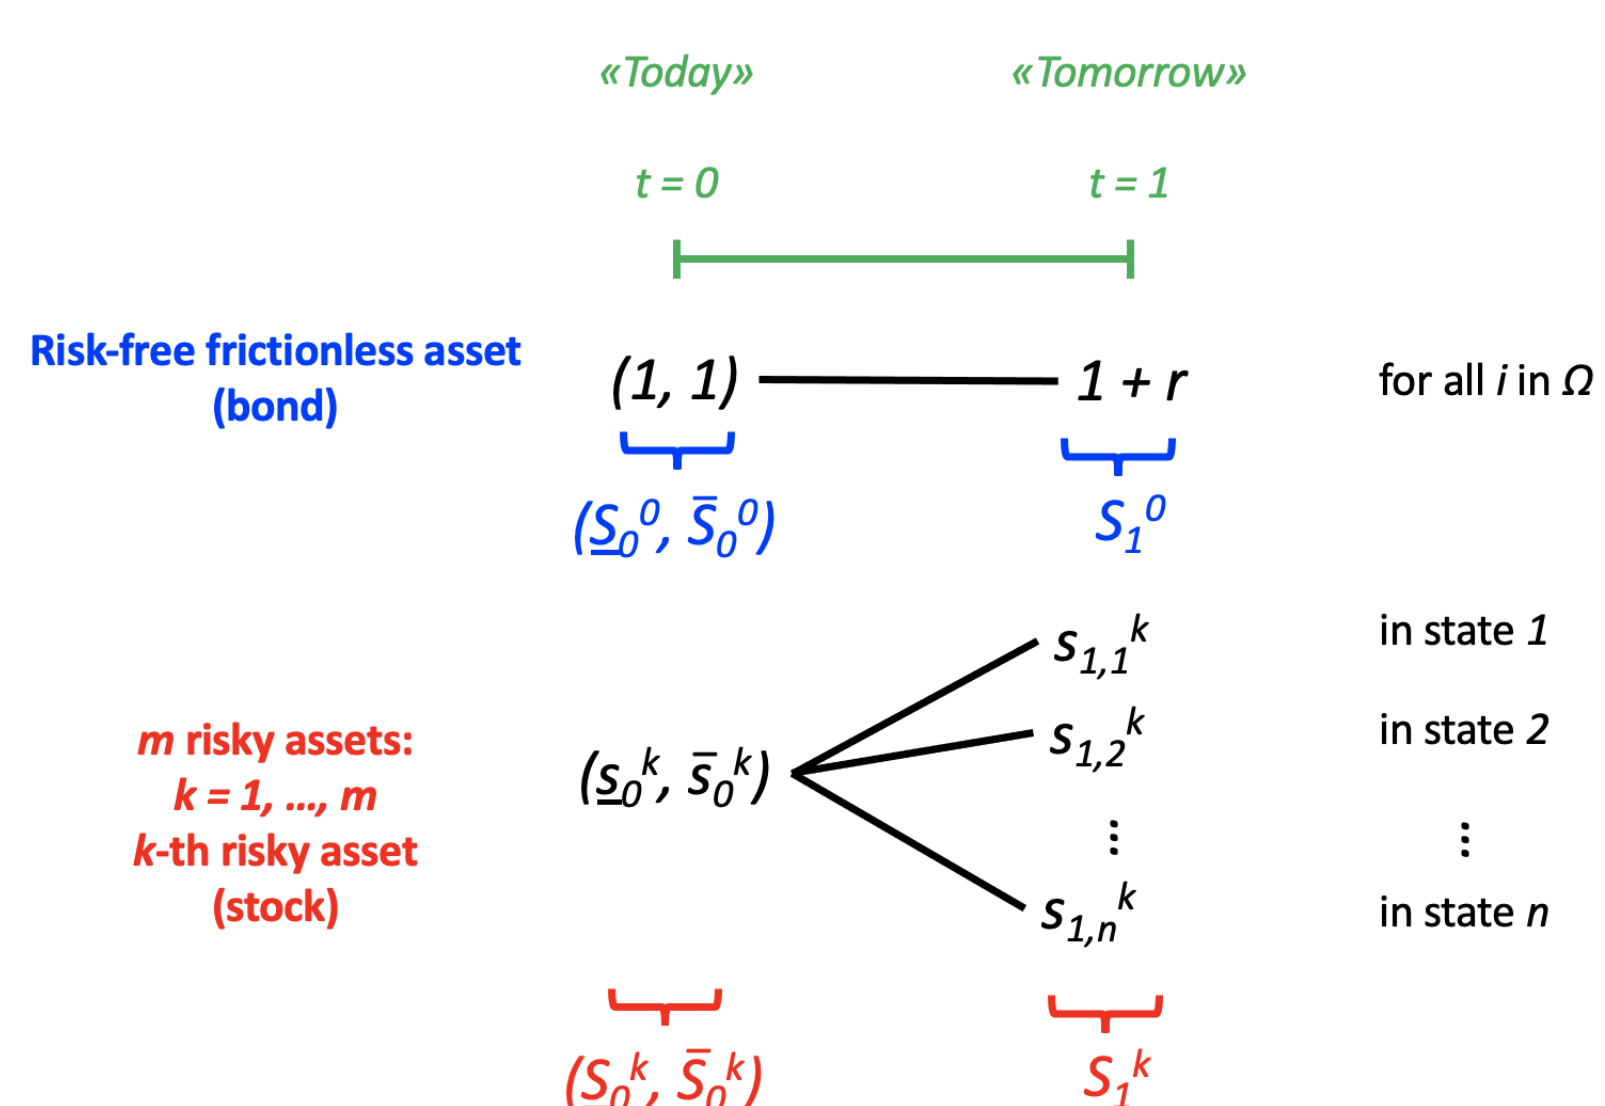 «Today» «Tomorrow»
t = 0 t = 1
Risk-free frictionless asset
(bond)
(1, 1) 1 + r for all i in Ω
(S̲₀⁰, S̄₀⁰) S₁⁰
s₁,₁ᵏ in state 1
s₁,₂ᵏ in state 2
m risky assets:
k = 1, ..., m
k-th risky asset
(stock)
(s̲₀ᵏ, s̄₀ᵏ)
⋮ ⋮
s₁,ₙᵏ in state n
(S̲₀ᵏ, S̄₀ᵏ) S₁ᵏ